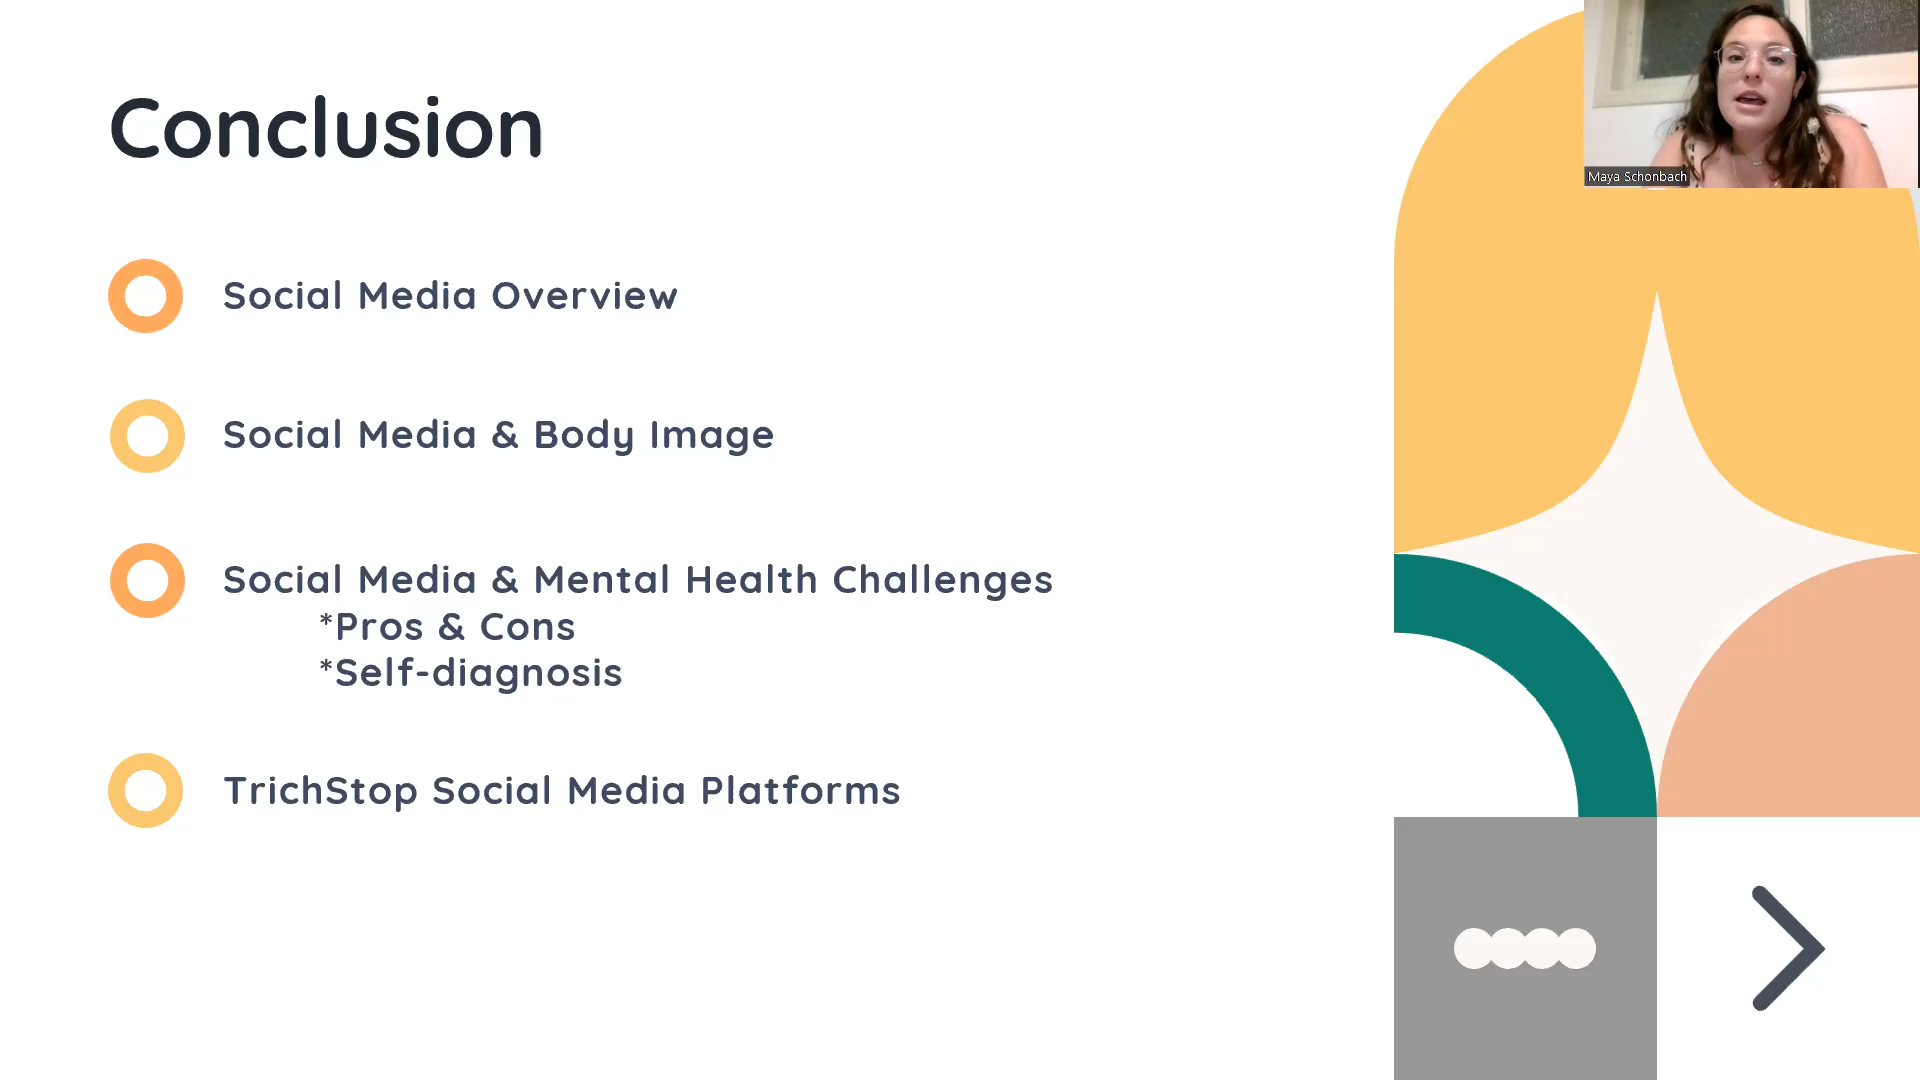 Conclusion
Maya Schonbach
Social Media Overview
Social Media & Body Image
Social Media & Mental Health Challenges
*Pros & Cons
*Self-diagnosis
TrichStop Social Media Platforms